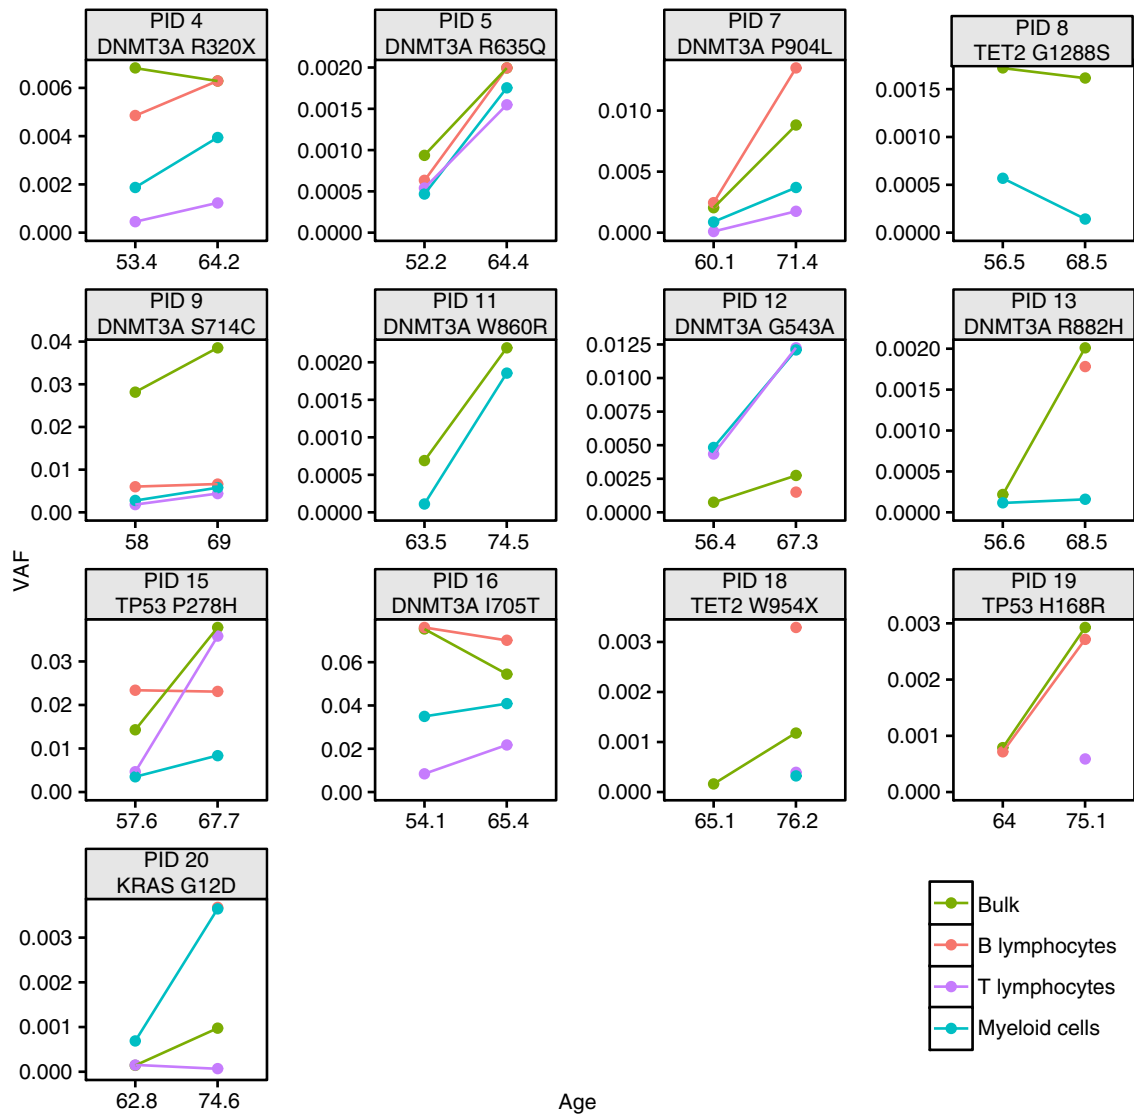 PID 4
DNMT3A R320X
0.006
0.004
0.002
0.000
53.4 64.2
PID 5
DNMT3A R635Q
0.0020
0.0015
0.0010
0.0005
0.0000
52.2 64.4
PID 7
DNMT3A P904L
0.010
0.005
0.000
60.1 71.4
PID 8
TET2 G1288S
0.0015
0.0010
0.0005
0.000
56.5 68.5
PID 9
DNMT3A S714C
0.04
0.03
0.02
0.01
0.00
58 69
PID 11
DNMT3A W860R
0.0020
0.0015
0.0010
0.0005
0.0000
63.5 74.5
PID 12
DNMT3A G543A
0.0125
0.0100
0.0075
0.0050
0.0025
0.0000
56.4 67.3
PID 13
DNMT3A R882H
0.0020
0.0015
0.0010
0.0005
0.0000
56.6 68.5
VAF
PID 15
TP53 P278H
0.03
0.02
0.01
0.00
57.6 67.7
PID 16
DNMT3A I705T
0.06
0.04
0.02
0.00
54.1 65.4
PID 18
TET2 W954X
0.003
0.002
0.001
0.000
65.1 76.2
PID 19
TP53 H168R
0.003
0.002
0.001
0.000
64 75.1
PID 20
KRAS G12D
0.003
0.002
0.001
0.000
62.8 74.6
Bulk
B lymphocytes
T lymphocytes
Myeloid cells
Age